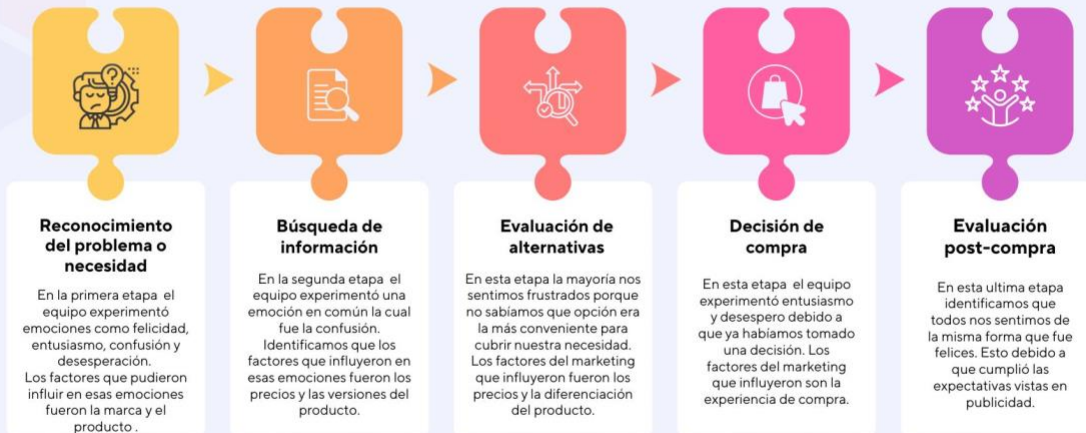 Reconocimiento
del problema o
necesidad
En la primera etapa el
equipo experimentó
emociones como felicidad,
entusiasmo, confusión y
desesperación.
Los factores que pudieron
influir en esas emociones
fueron la marca y el
producto .
Búsqueda de
información
En la segunda etapa el
equipo experimentó una
emoción en común la cual
fue la confusión.
Identificamos que los
factores que influyeron en
esas emociones fueron los
precios y las versiones del
producto.
Evaluación de
alternativas
En esta etapa la mayoría nos
sentimos frustrados porque
no sabíamos que opción era
la más conveniente para
cubrir nuestra necesidad.
Los factores del marketing
que influyeron fueron los
precios y la diferenciación
del producto.
Decisión de
compra
En esta etapa el equipo
experimentó entusiasmo
y desespero debido a
que ya habíamos tomado
una decisión. Los
factores del marketing
que influyeron son la
experiencia de compra.
Evaluación
post-compra
En esta ultima etapa
identificamos que
todos nos sentimos de
la misma forma que fue
felices. Esto debido a
que cumplió las
expectativas vistas en
publicidad.